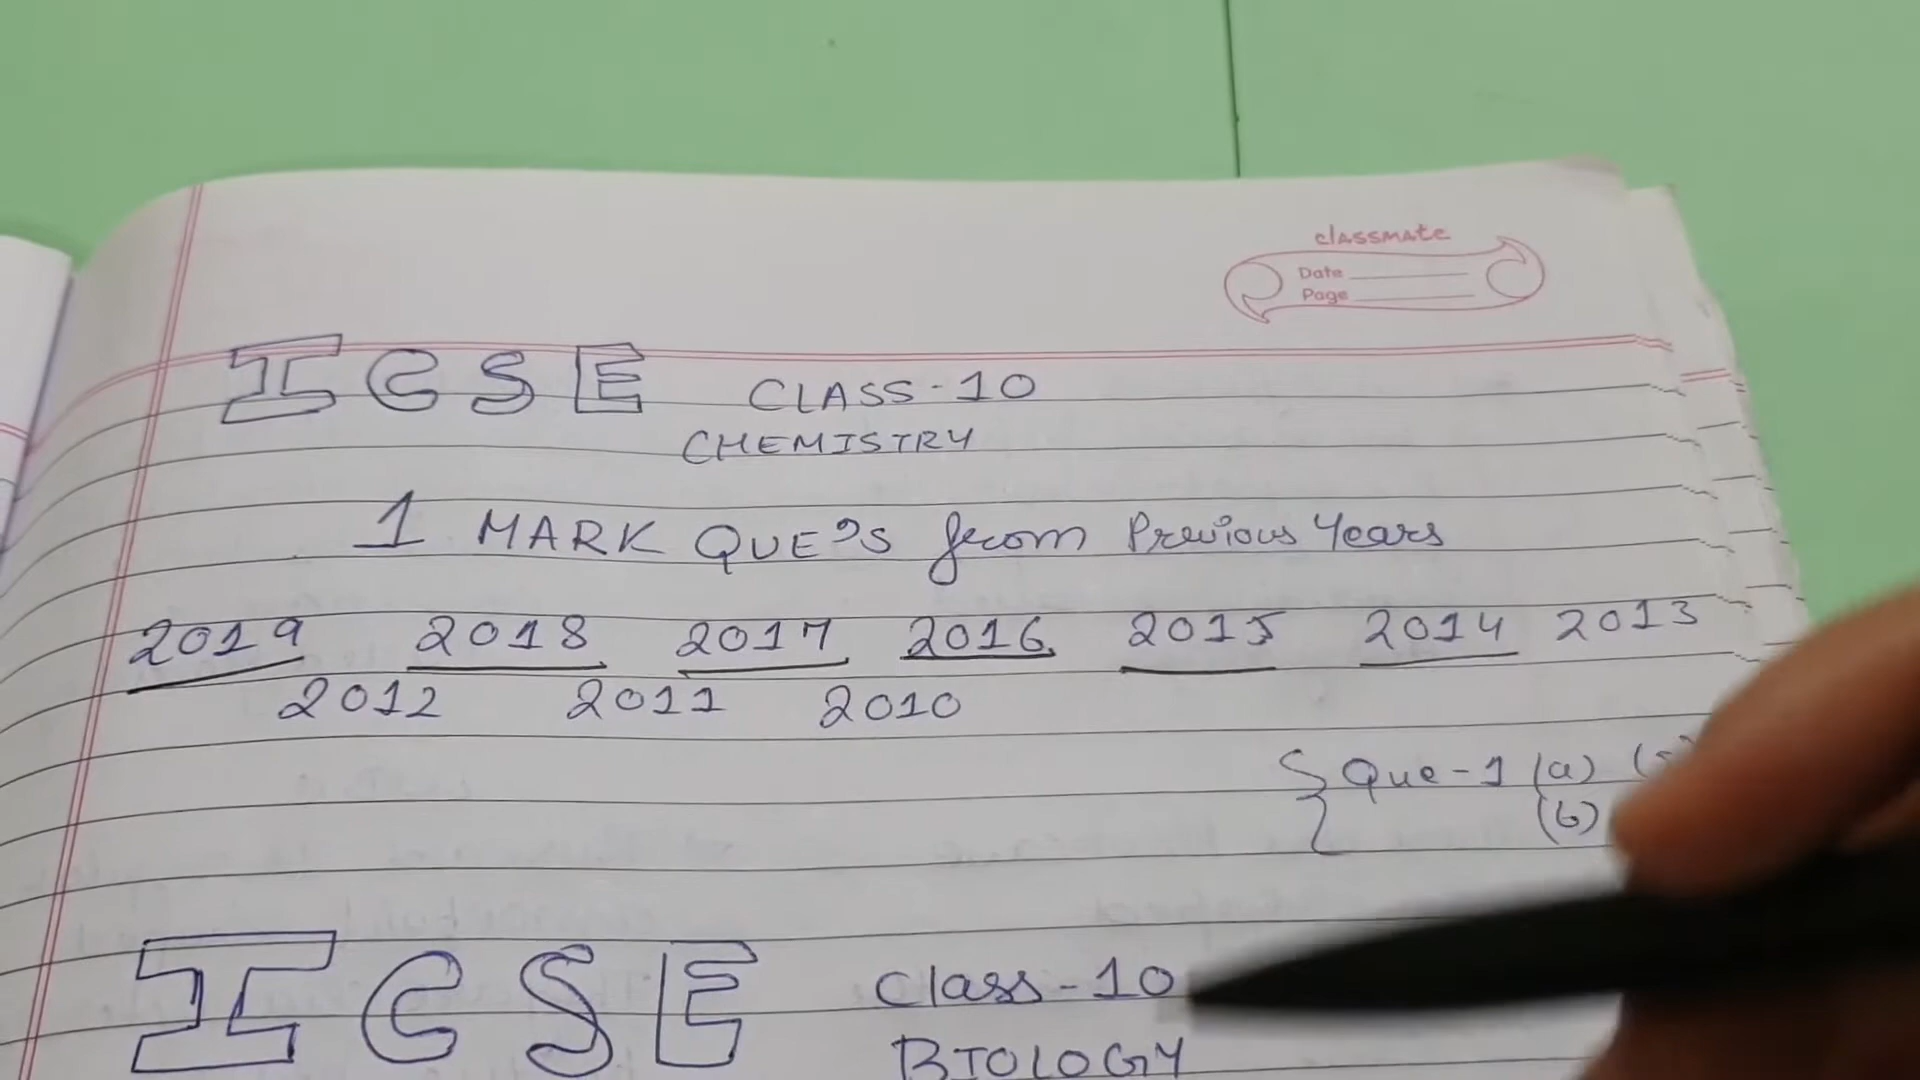 classmate
Date
Page
ICSE CLASS-10
CHEMISTRY
1 MARK QUE's from Previous Years
2019 2018 2017 2016 2015 2014 2013
2012 2011 2010
{ Que-1 (a)
(b)
ICSE Class-10
BIOLOGY